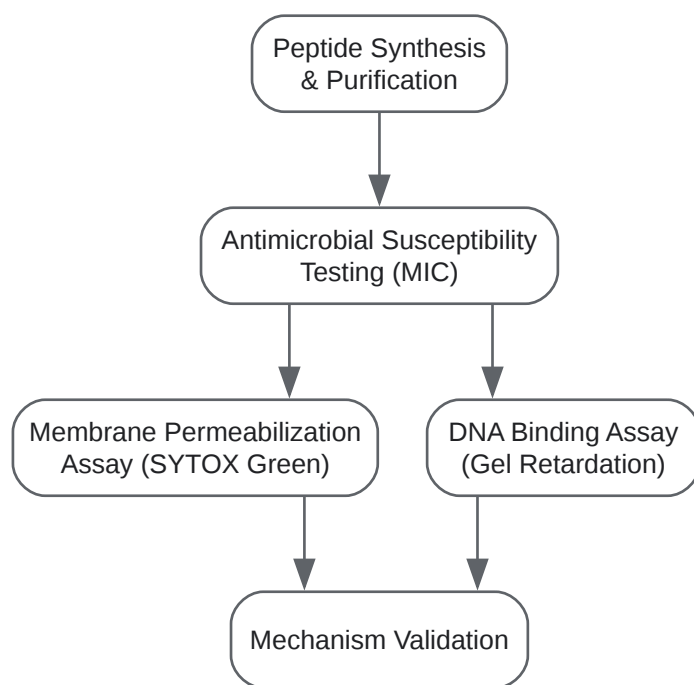 Peptide Synthesis
& Purification
Antimicrobial Susceptibility
Testing (MIC)
Membrane Permeabilization
Assay (SYTOX Green)
DNA Binding Assay
(Gel Retardation)
Mechanism Validation